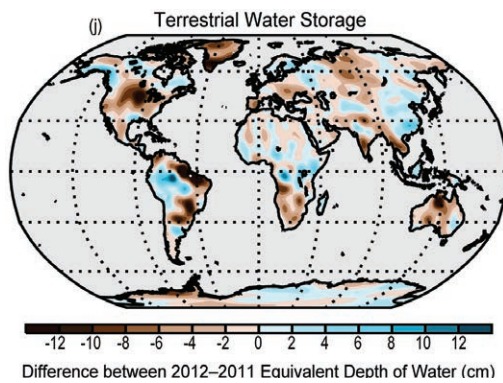 (j) Terrestrial Water Storage
-12 -10 -8 -6 -4 -2 0 2 4 6 8 10 12
Difference between 2012–2011 Equivalent Depth of Water (cm)